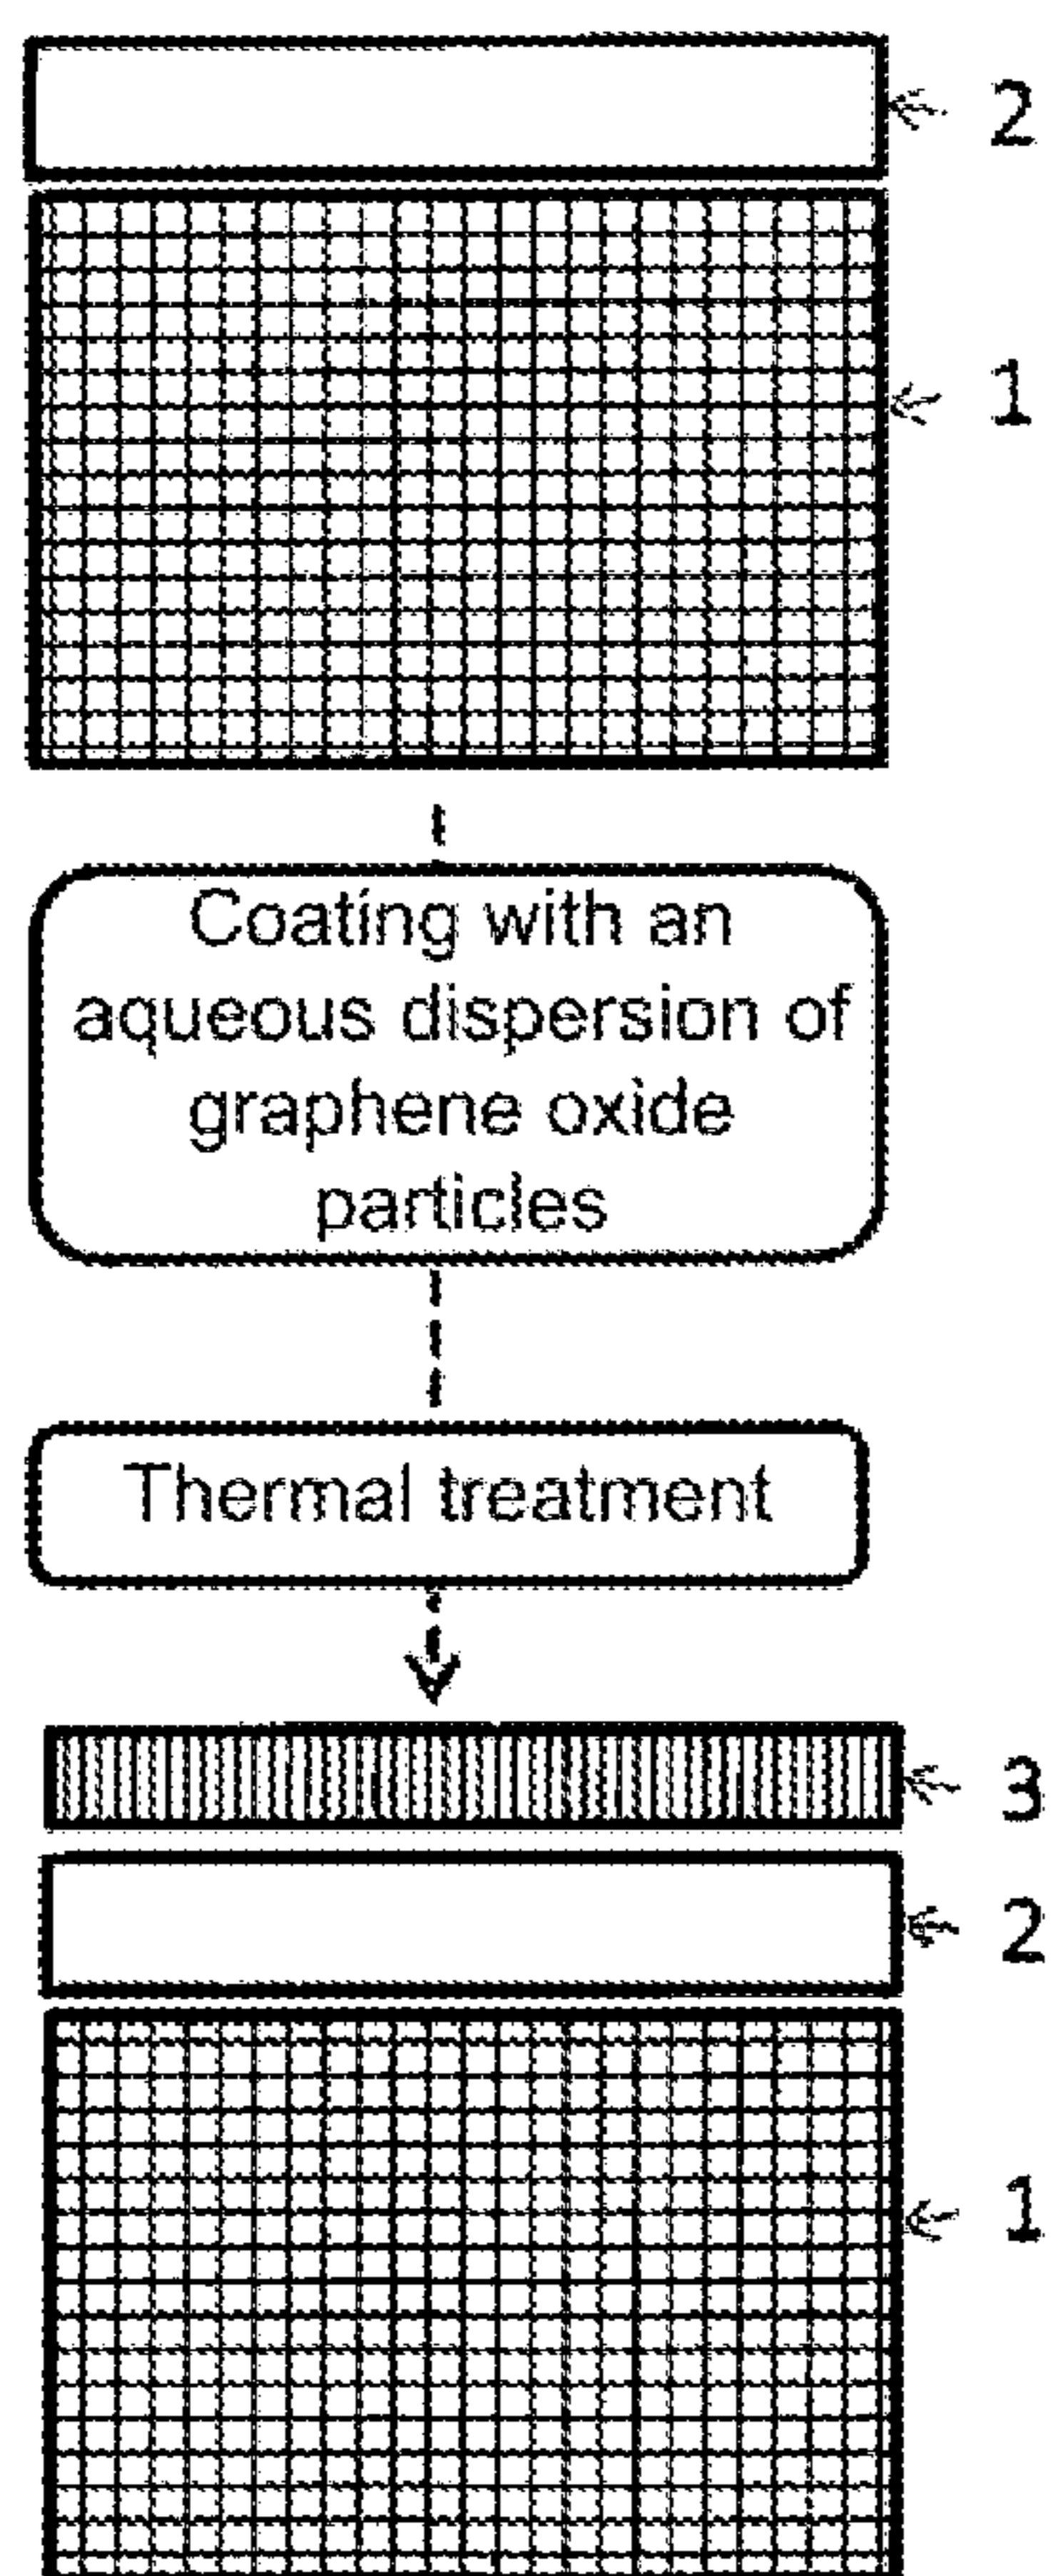 2
1
Coating with an
aqueous dispersion of
graphene oxide
particles
Thermal treatment
3
2
1